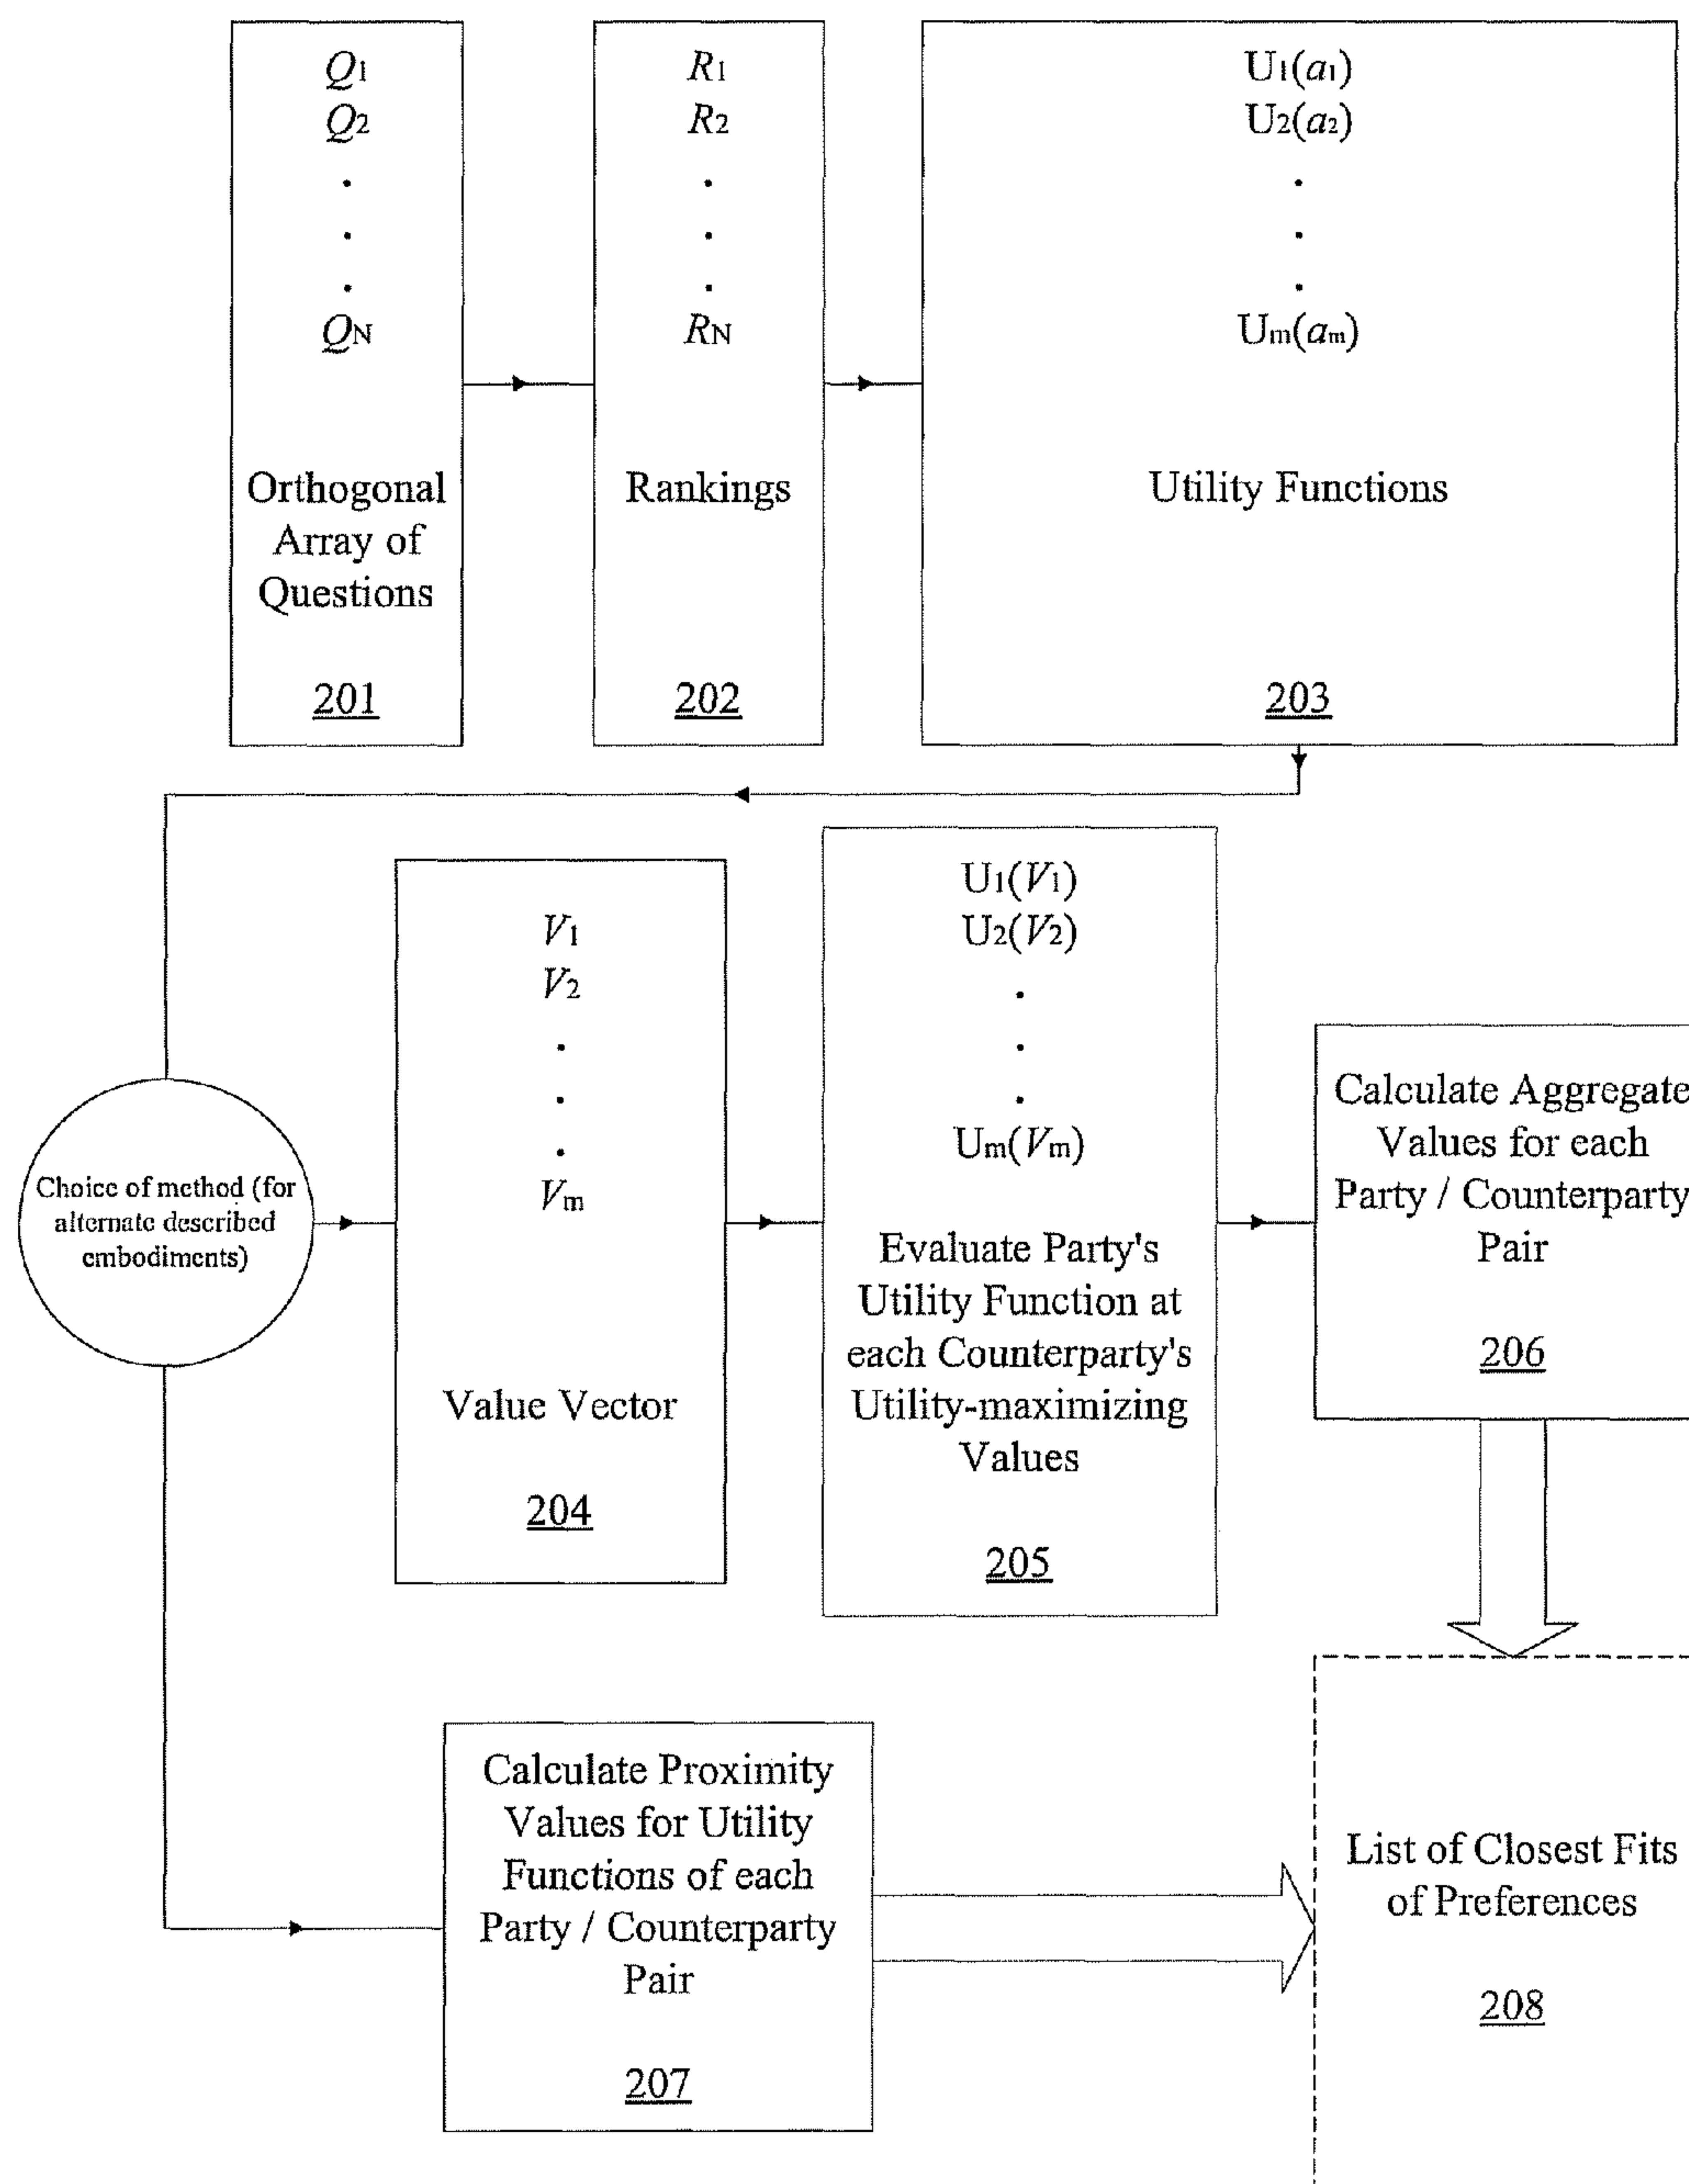 Q1
Q2
.
.
.
QN
Orthogonal
Array of
Questions
201
R1
R2
.
.
.
RN
Rankings
202
U1(a1)
U2(a2)
.
.
.
Um(am)
Utility Functions
203
Choice of method (for
alternate described
embodiments)
V1
V2
.
.
.
Vm
Value Vector
204
U1(V1)
U2(V2)
.
.
.
Um(Vm)
Evaluate Party's
Utility Function at
each Counterparty's
Utility-maximizing
Values
205
Calculate Aggregate
Values for each
Party / Counterparty
Pair
206
Calculate Proximity
Values for Utility
Functions of each
Party / Counterparty
Pair
207
List of Closest Fits
of Preferences
208